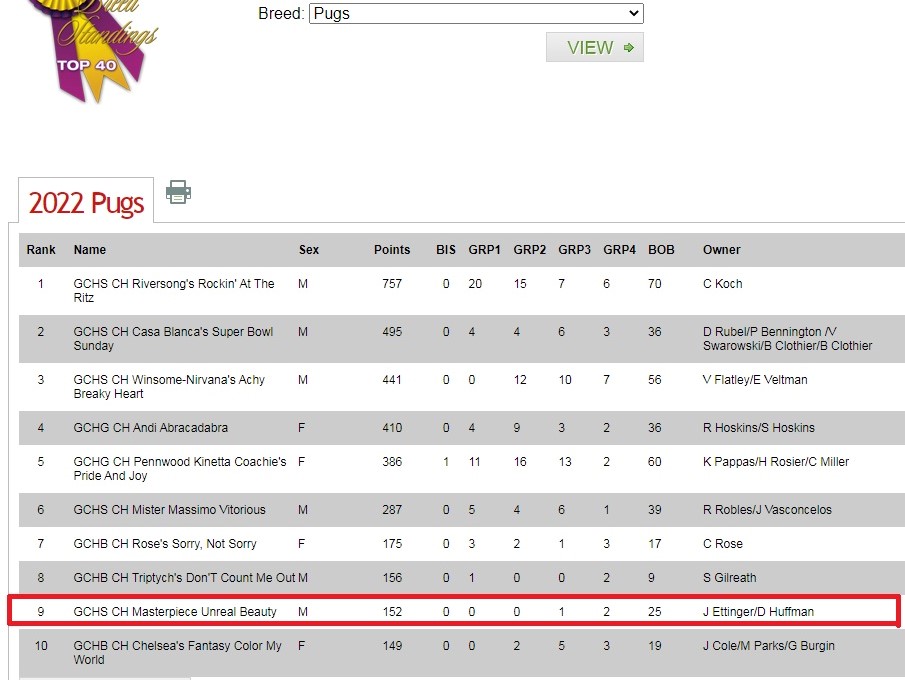 Breed
Standings
TOP 40
Breed: Pugs
VIEW
2022 Pugs
Rank Name Sex Points BIS GRP1 GRP2 GRP3 GRP4 BOB Owner
1 GCHS CH Riversong's Rockin' At The Ritz M 757 0 20 15 7 6 70 C Koch
2 GCHS CH Casa Blanca's Super Bowl Sunday M 495 0 4 4 6 3 36 D Rubel/P Bennington /V Swarowski/B Clothier/B Clothier
3 GCHS CH Winsome-Nirvana's Achy Breaky Heart M 441 0 0 12 10 7 56 V Flatley/E Veltman
4 GCHG CH Andi Abracadabra F 410 0 4 9 3 2 36 R Hoskins/S Hoskins
5 GCHG CH Pennwood Kinetta Coachie's Pride And Joy F 386 1 11 16 13 2 60 K Pappas/H Rosier/C Miller
6 GCHS CH Mister Massimo Vitorious M 287 0 5 4 6 1 39 R Robles/J Vasconcelos
7 GCHB CH Rose's Sorry, Not Sorry F 175 0 3 2 1 3 17 C Rose
8 GCHB CH Triptych's Don'T Count Me Out M 156 0 1 0 0 2 9 S Gilreath
9 GCHS CH Masterpiece Unreal Beauty M 152 0 0 0 1 2 25 J Ettinger/D Huffman
10 GCHB CH Chelsea's Fantasy Color My World F 149 0 0 2 5 3 19 J Cole/M Parks/G Burgin